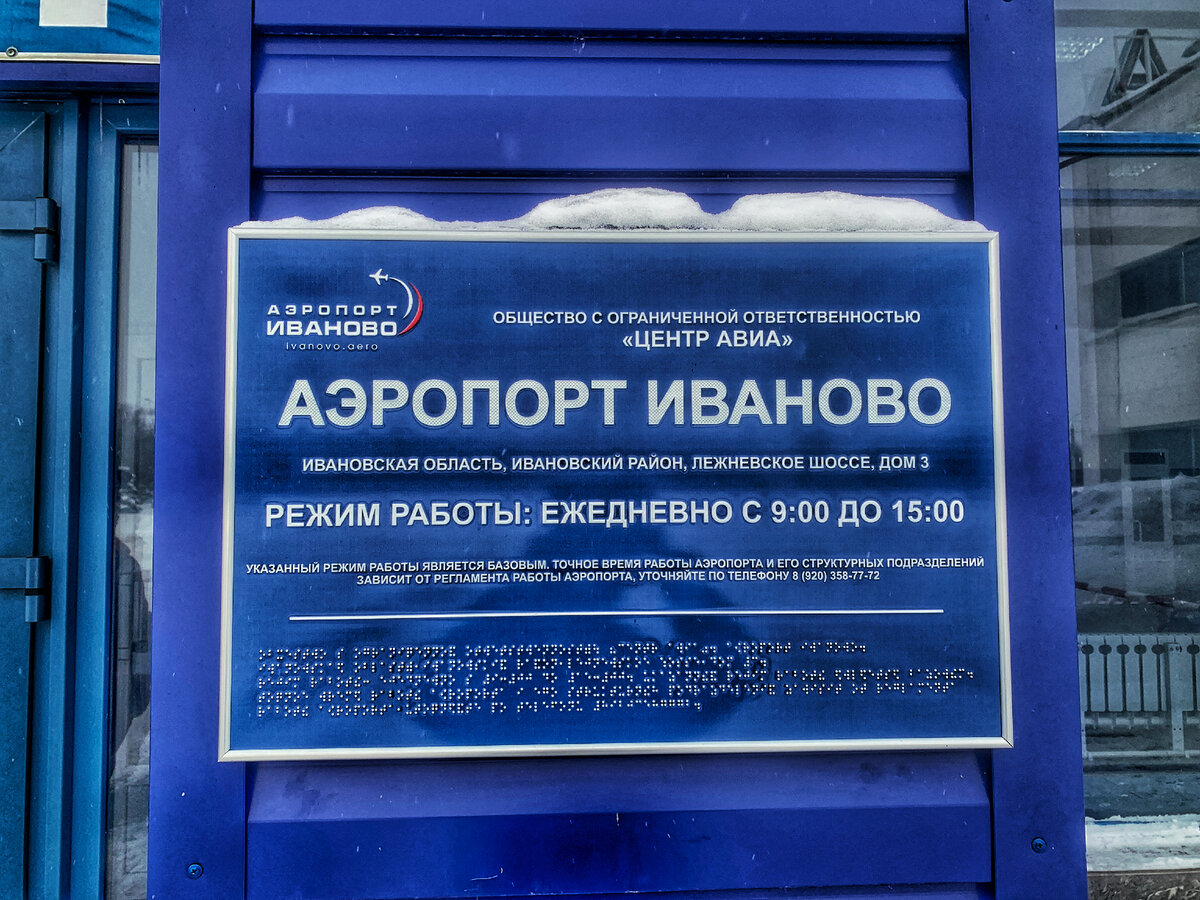 АЭРОПОРТ
ИВАНОВО
ivanovo.aero
ОБЩЕСТВО С ОГРАНИЧЕННОЙ ОТВЕТСТВЕННОСТЬЮ
«ЦЕНТР АВИА»
АЭРОПОРТ ИВАНОВО
ИВАНОВСКАЯ ОБЛАСТЬ, ИВАНОВСКИЙ РАЙОН, ЛЕЖНЕВСКОЕ ШОССЕ, ДОМ 3
РЕЖИМ РАБОТЫ: ЕЖЕДНЕВНО С 9:00 ДО 15:00
УКАЗАННЫЙ РЕЖИМ РАБОТЫ ЯВЛЯЕТСЯ БАЗОВЫМ. ТОЧНОЕ ВРЕМЯ РАБОТЫ АЭРОПОРТА И ЕГО СТРУКТУРНЫХ ПОДРАЗДЕЛЕНИЙ
ЗАВИСИТ ОТ РЕГЛАМЕНТА РАБОТЫ АЭРОПОРТА, УТОЧНЯЙТЕ ПО ТЕЛЕФОНУ 8 (920) 358-77-72